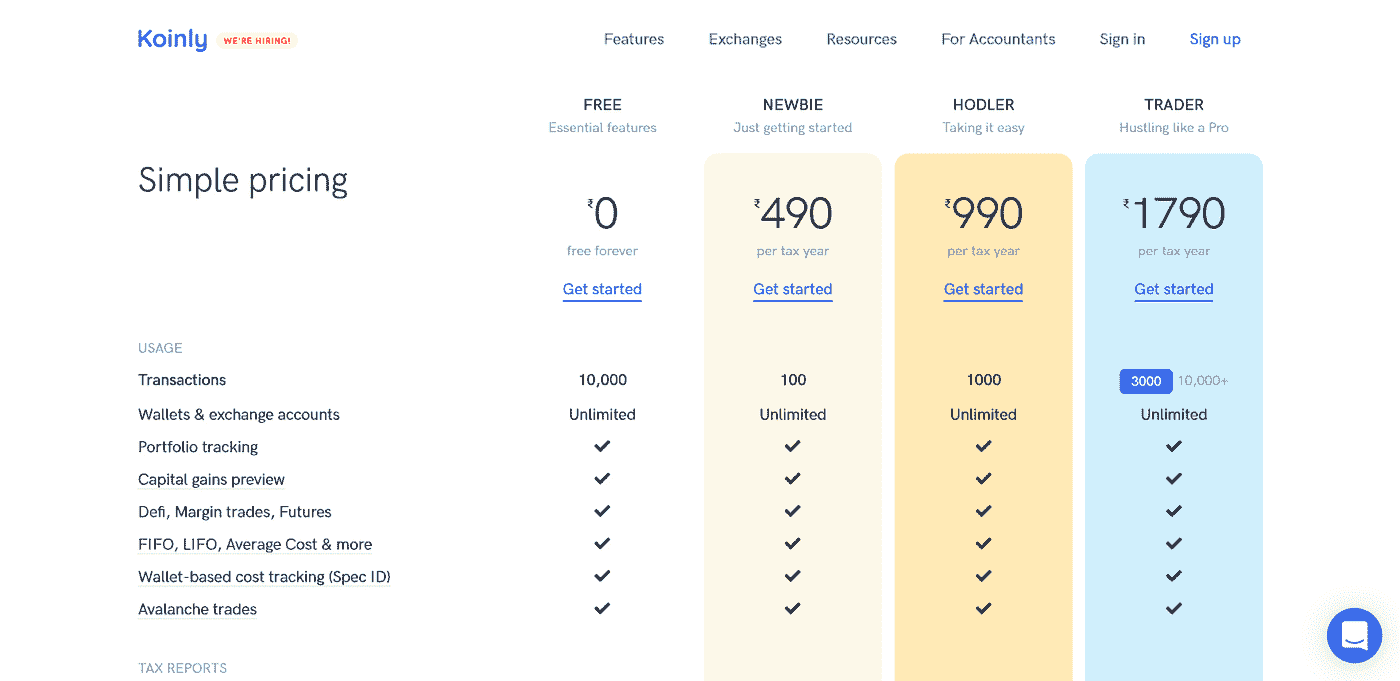 Koinly WE'RE HIRING! Features Exchanges Resources For Accountants Sign in Sign up
FREE NEWBIE HODLER TRADER
Essential features Just getting started Taking it easy Hustling like a Pro
Simple pricing
₹0 ₹490 ₹990 ₹1790
free forever per tax year per tax year per tax year
Get started Get started Get started Get started
USAGE
Transactions 10,000 100 1000 3000 10,000+
Wallets & exchange accounts Unlimited Unlimited Unlimited Unlimited
Portfolio tracking
Capital gains preview
Defi, Margin trades, Futures
FIFO, LIFO, Average Cost & more
Wallet-based cost tracking (Spec ID)
Avalanche trades
TAX REPORTS